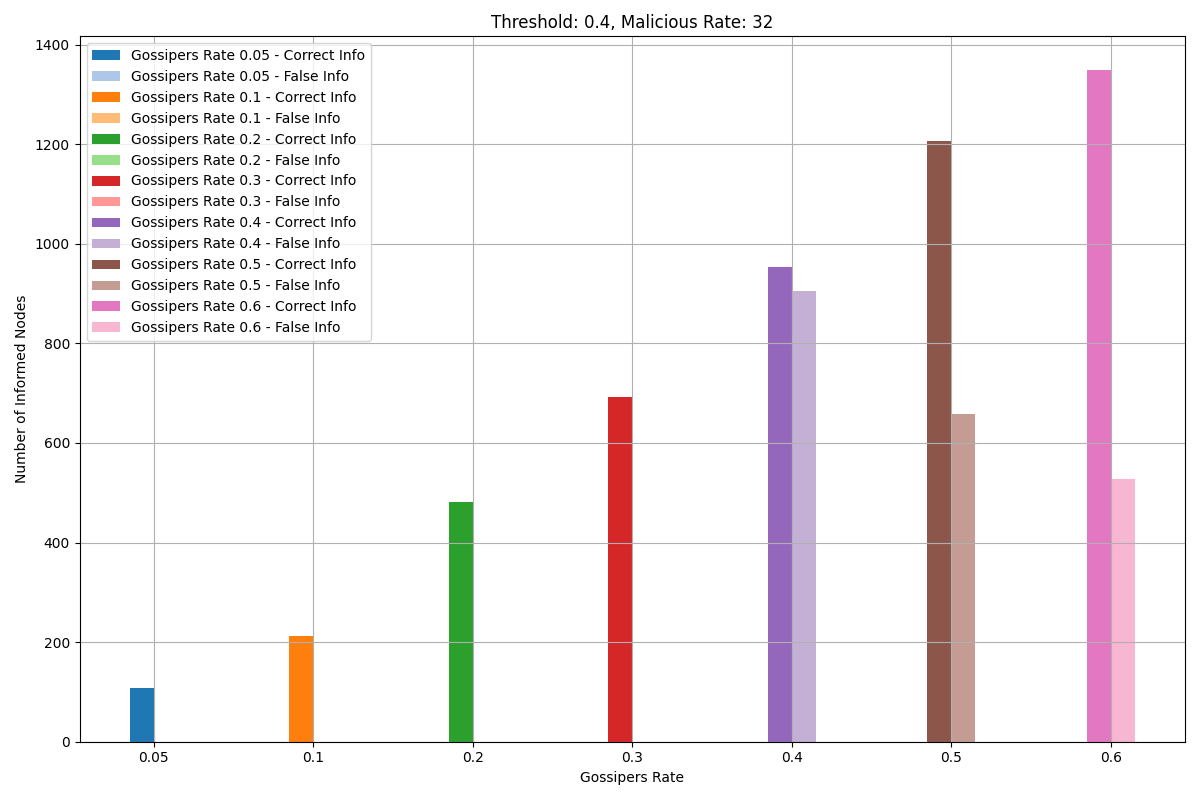 Threshold: 0.4, Malicious Rate: 32
Gossipers Rate 0.05 - Correct Info
Gossipers Rate 0.05 - False Info
Gossipers Rate 0.1 - Correct Info
Gossipers Rate 0.1 - False Info
Gossipers Rate 0.2 - Correct Info
Gossipers Rate 0.2 - False Info
Gossipers Rate 0.3 - Correct Info
Gossipers Rate 0.3 - False Info
Gossipers Rate 0.4 - Correct Info
Gossipers Rate 0.4 - False Info
Gossipers Rate 0.5 - Correct Info
Gossipers Rate 0.5 - False Info
Gossipers Rate 0.6 - Correct Info
Gossipers Rate 0.6 - False Info
Number of Informed Nodes
1400
1200
1000
800
600
400
200
0
0.05 0.1 0.2 0.3 0.4 0.5 0.6
Gossipers Rate